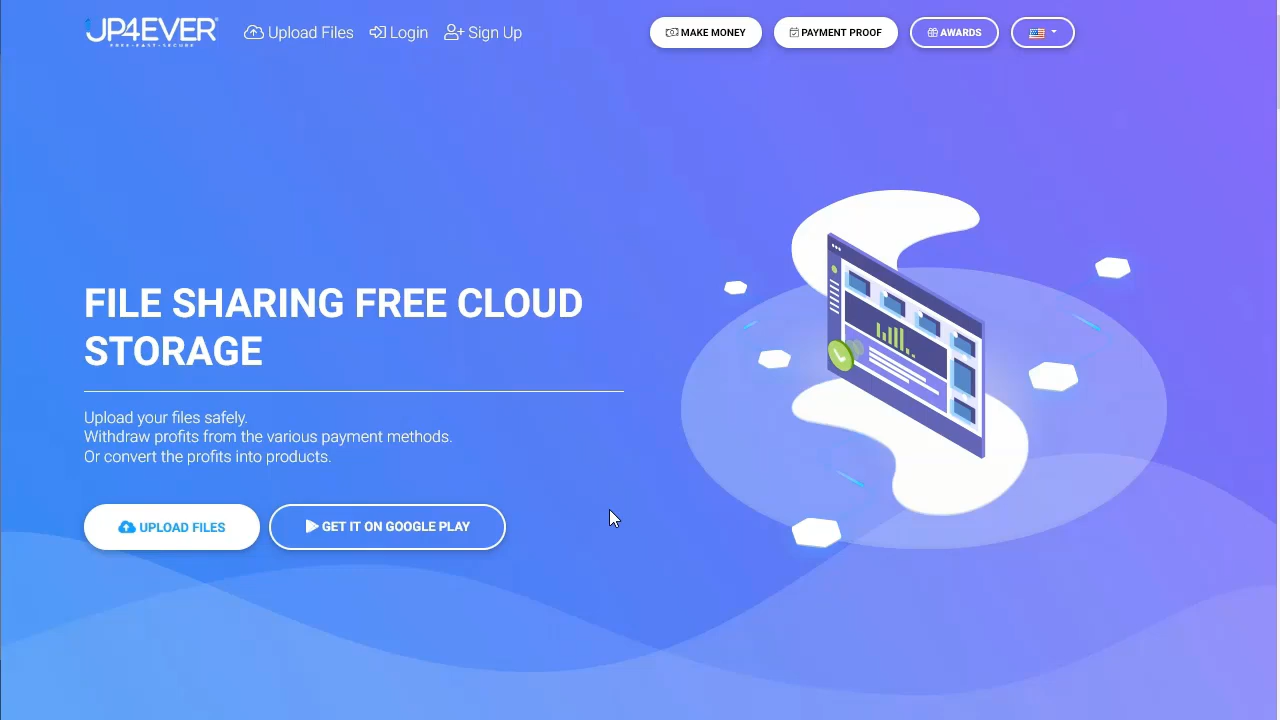 UP4EVER
FREE-FAST-SECURE
Upload Files
Login
Sign Up
MAKE MONEY
PAYMENT PROOF
AWARDS
FILE SHARING FREE CLOUD
STORAGE
Upload your files safely.
Withdraw profits from the various payment methods.
Or convert the profits into products.
UPLOAD FILES
GET IT ON GOOGLE PLAY